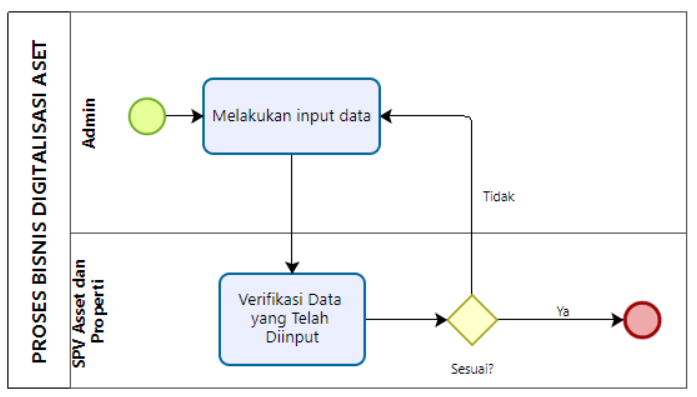 PROSES BISNIS DIGITALISASI ASET
Admin
Melakukan input data
Tidak
SPV Asset dan
Properti
Verifikasi Data
yang Telah
Diinput
Sesuai?
Ya